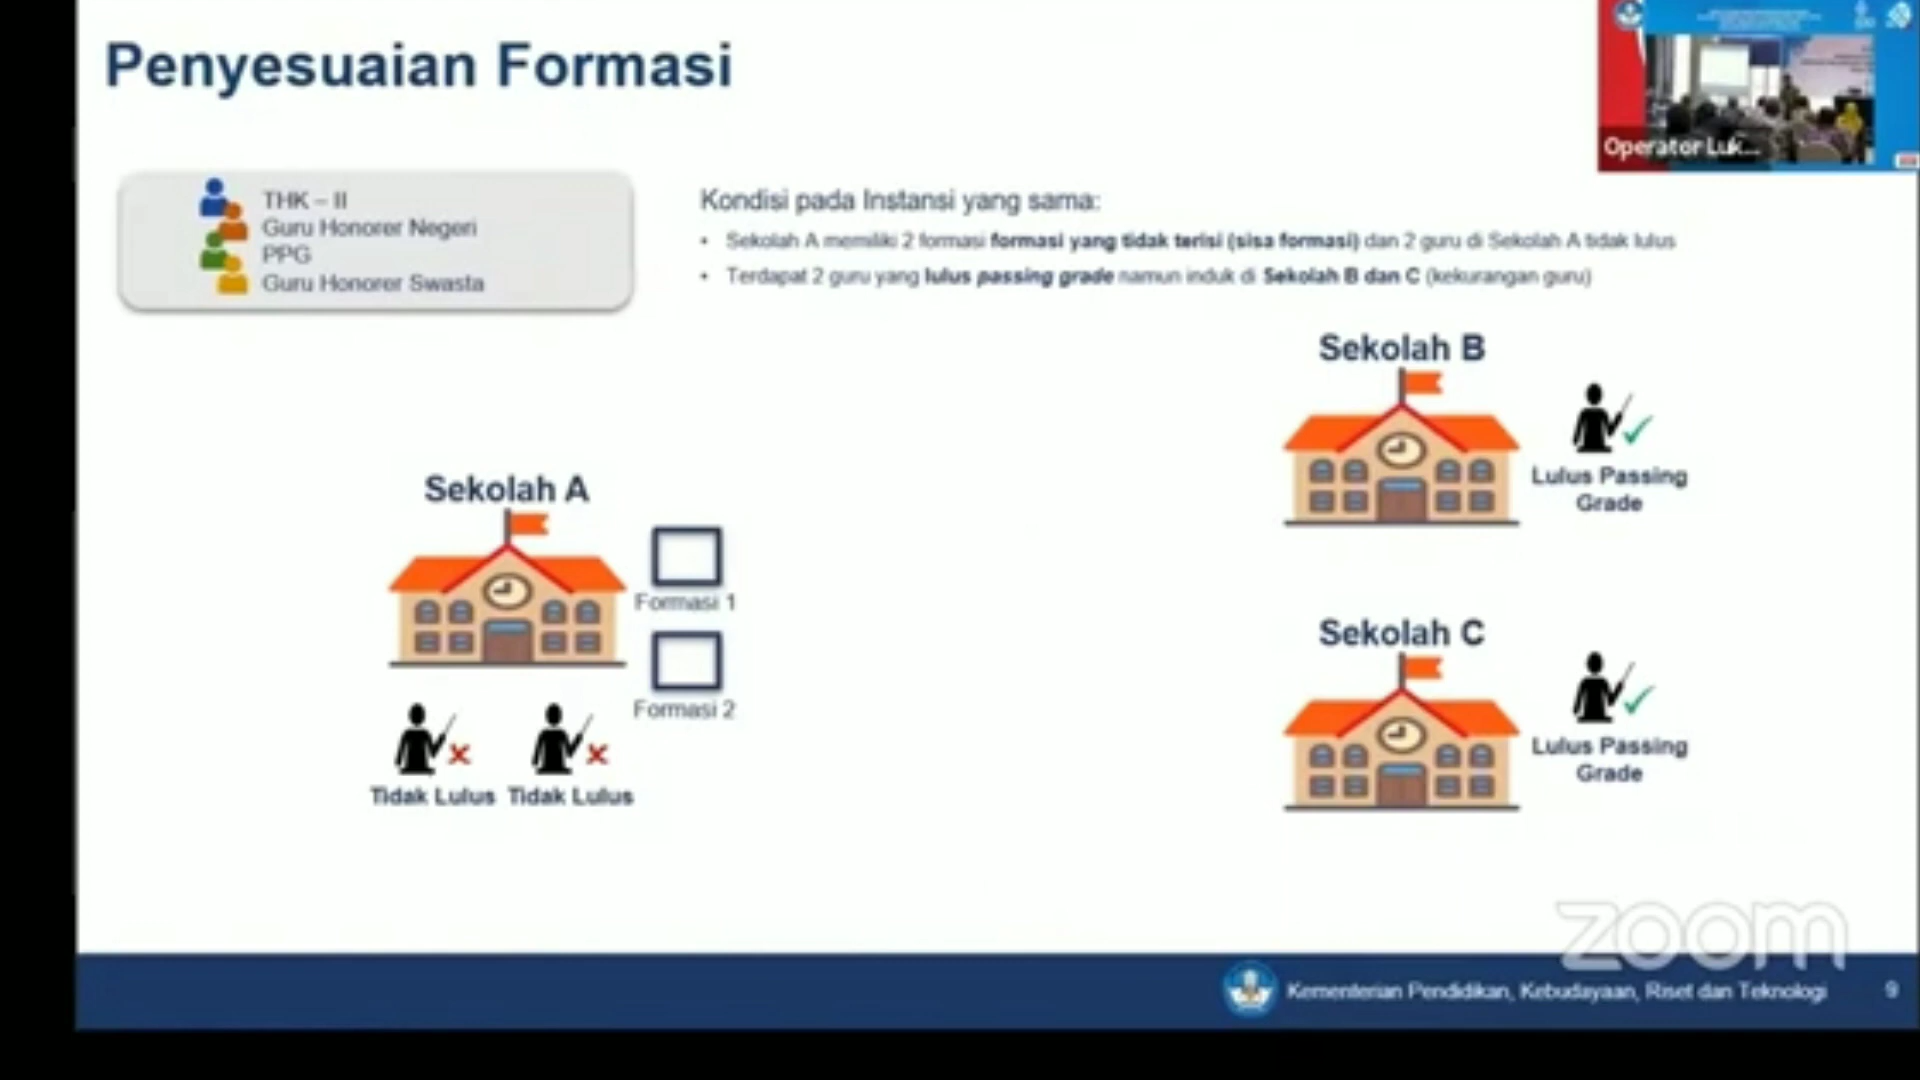 Penyesuaian Formasi
Operator Luk...
THK – II
Guru Honorer Negeri
PPG
Guru Honorer Swasta
Kondisi pada Instansi yang sama:
• Sekolah A memiliki 2 formasi formasi yang tidak terisi (sisa formasi) dan 2 guru di Sekolah A tidak lulus
• Terdapat 2 guru yang lulus passing grade namun induk di Sekolah B dan C (kekurangan guru)
Sekolah B
Lulus Passing
Grade
Sekolah A
Formasi 1
Formasi 2
Tidak Lulus
Tidak Lulus
Sekolah C
Lulus Passing
Grade
zoom
Kementerian Pendidikan, Kebudayaan, Riset dan Teknologi
9